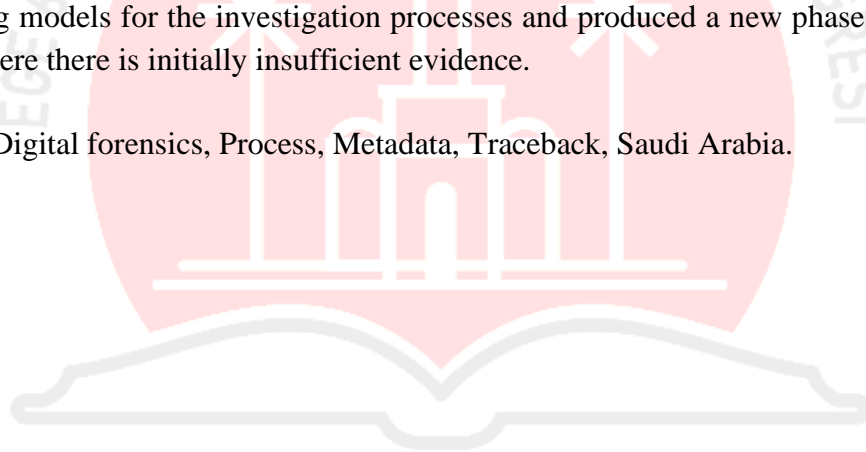 g models for the investigation processes and produced a new phase
ere there is initially insufficient evidence.
Digital forensics, Process, Metadata, Traceback, Saudi Arabia.